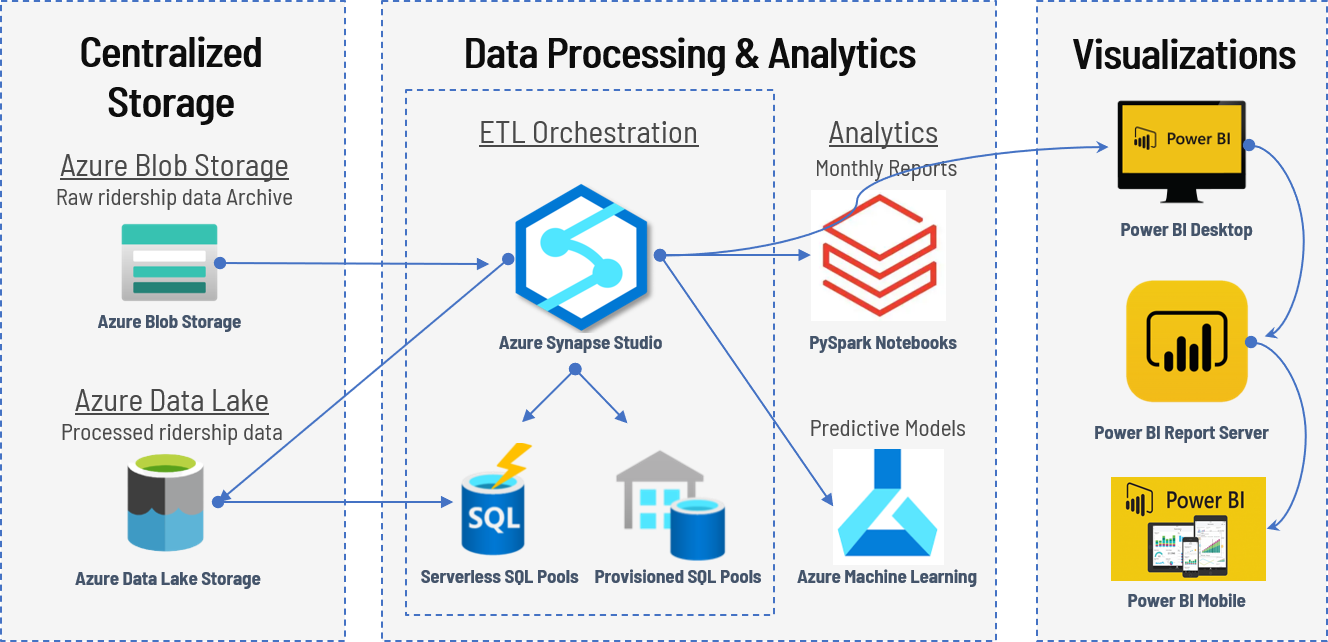 Centralized
Storage
Azure Blob Storage
Raw ridership data Archive
Azure Blob Storage
Azure Data Lake
Processed ridership data
Azure Data Lake Storage
Data Processing & Analytics
ETL Orchestration
Azure Synapse Studio
SQL
Serverless SQL Pools
Provisioned SQL Pools
Analytics
Monthly Reports
PySpark Notebooks
Predictive Models
Azure Machine Learning
Visualizations
Power BI
Power BI Desktop
Power BI Report Server
Power BI
Power BI Mobile